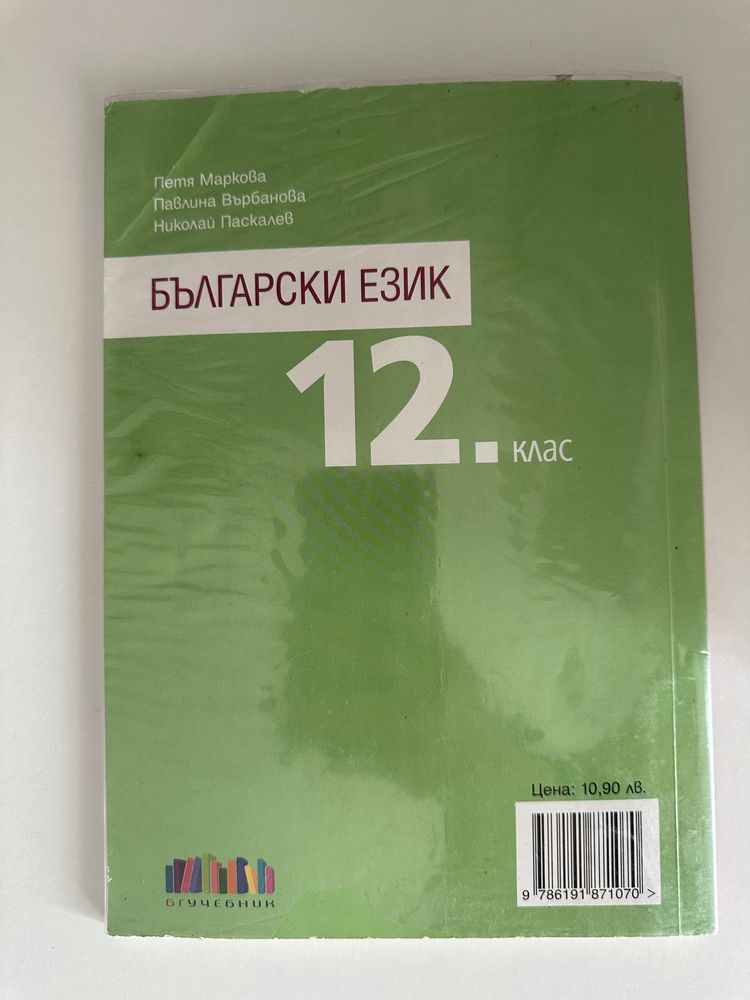 Петя Маркова
Павлина Върбанова
Николай Паскалев
БЪЛГАРСКИ ЕЗИК
12. клас
Цена: 10,90 лв.
9 786191 871070 >
БГУЧЕБНИК